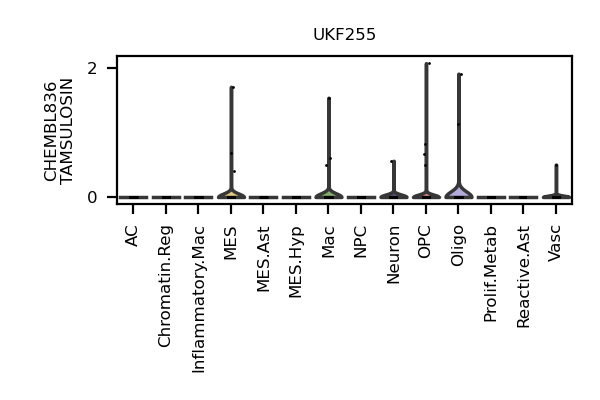 UKF255
CHEMBL836
TAMSULOSIN
2
0
AC
Chromatin.Reg
Inflammatory.Mac
MES
MES.Ast
MES.Hyp
Mac
NPC
Neuron
OPC
Oligo
Prolif.Metab
Reactive.Ast
Vasc